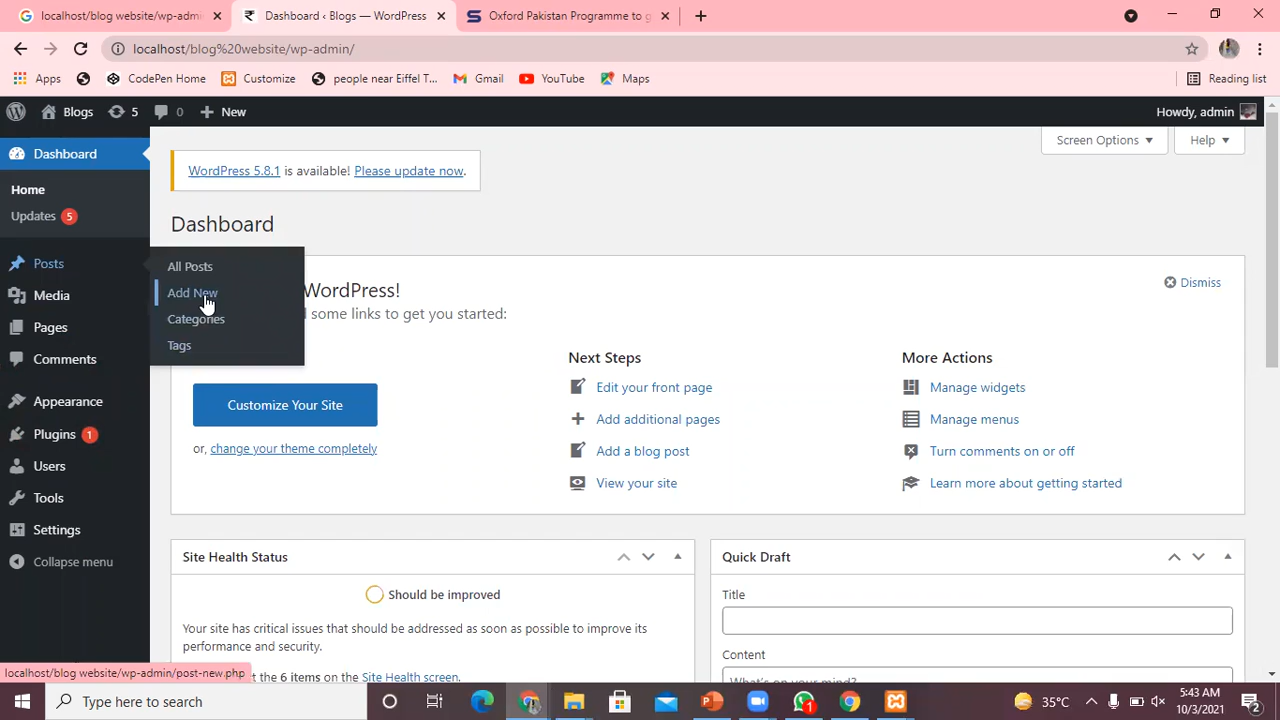 localhost/blog website/wp-admin
Dashboard ‹ Blogs — WordPress
Oxford Pakistan Programme to g
localhost/blog%20website/wp-admin/
Apps
CodePen Home
Customize
people near Eiffel T...
Gmail
YouTube
Maps
Reading list
Blogs
5
0
New
Howdy, admin
Dashboard
Home
Updates 5
Posts
Media
Pages
Comments
Appearance
Plugins 1
Users
Tools
Settings
Collapse menu
All Posts
Add New
Categories
Tags
Screen Options
Help
WordPress 5.8.1 is available! Please update now.
Dashboard
WordPress!
some links to get you started:
Dismiss
Customize Your Site
or, change your theme completely
Next Steps
Edit your front page
Add additional pages
Add a blog post
View your site
More Actions
Manage widgets
Manage menus
Turn comments on or off
Learn more about getting started
Site Health Status
Should be improved
Your site has critical issues that should be addressed as soon as possible to improve its
performance and security.
the 6 items on the Site Health screen.
Quick Draft
Title
Content
What's on your mind?
localhost/blog website/wp-admin/post-new.php
Type here to search
1
35°C
5:43 AM
10/3/2021
2